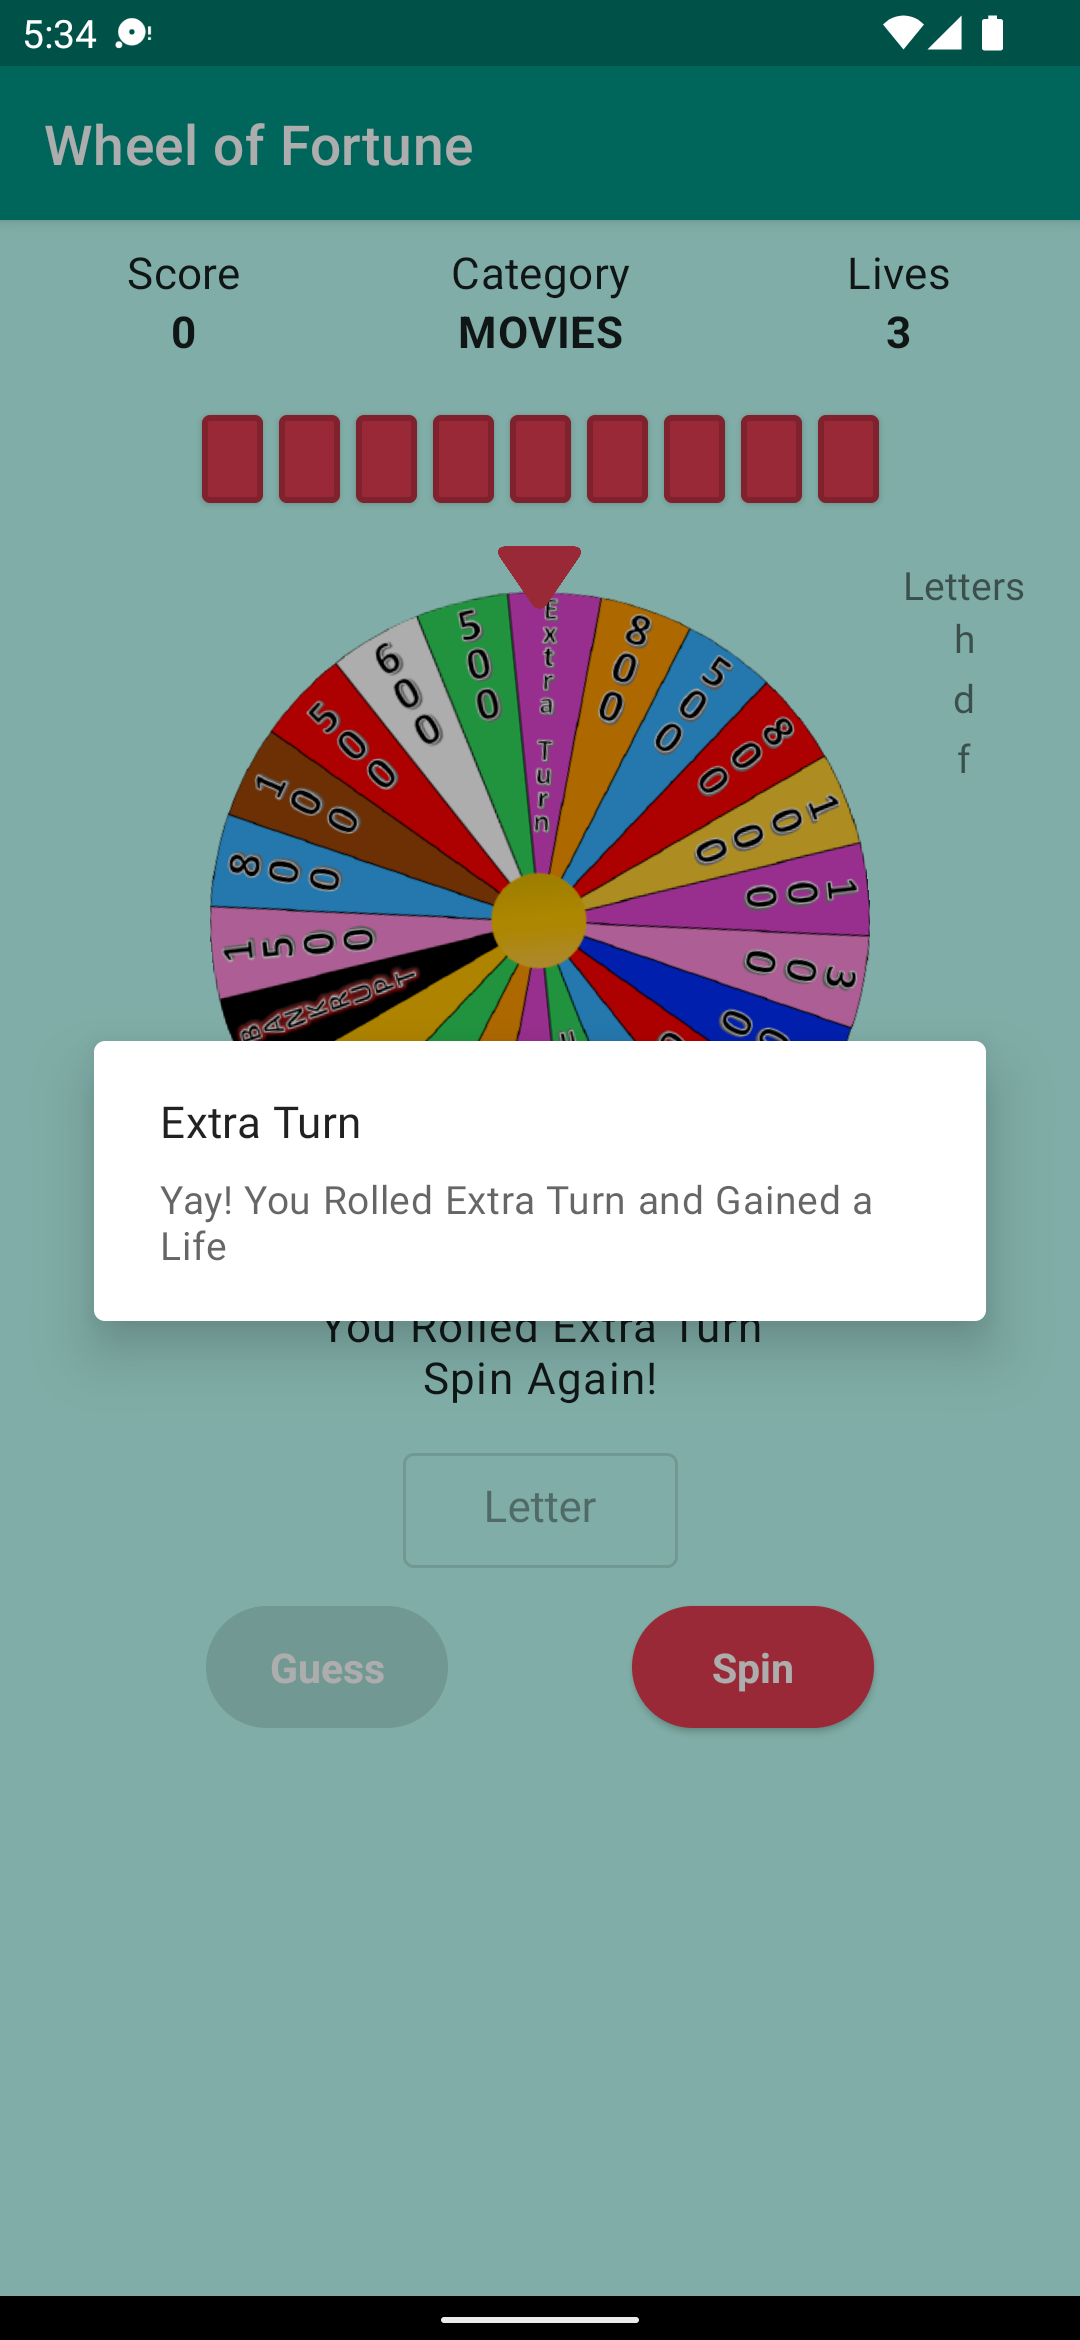 5:34
Wheel of Fortune
Score
Category
Lives
0
MOVIES
3
Letters
h
d
f
Extra Turn
800
500
800
1000
100
300
500
600
500
100
800
1500
BANKRUPT
Extra Turn
Yay! You Rolled Extra Turn and Gained a
Life
You Rolled Extra Turn
Spin Again!
Letter
Guess
Spin